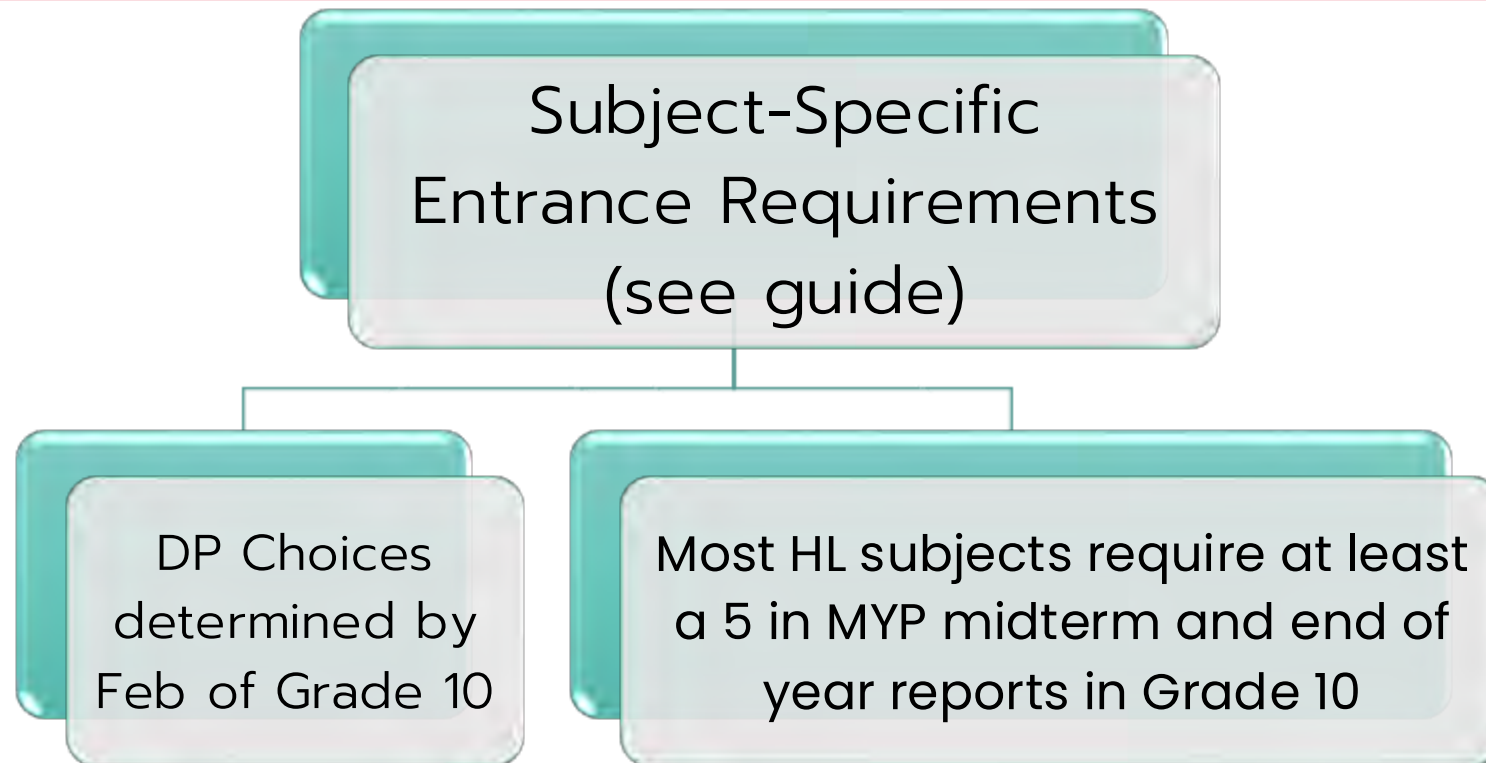 Subject-Specific
Entrance Requirements
(see guide)
DP Choices
determined by
Feb of Grade 10
Most HL subjects require at least
a 5 in MYP midterm and end of
year reports in Grade 10